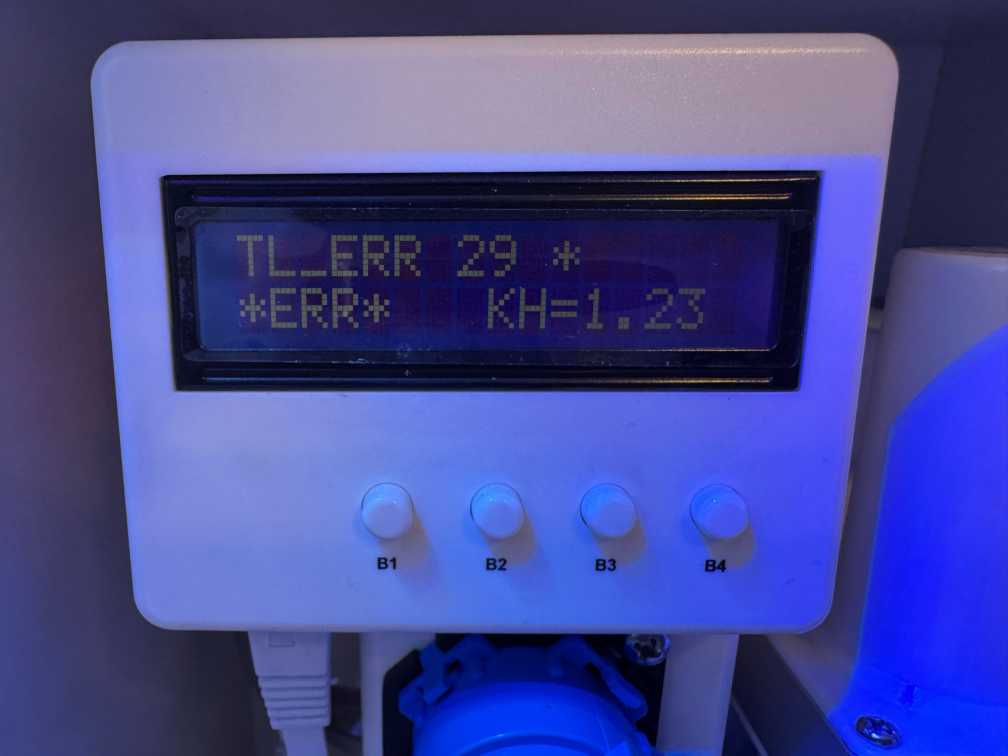 TL_ERR 29 *
*ERR* KH=1.23
B1 B2 B3 B4